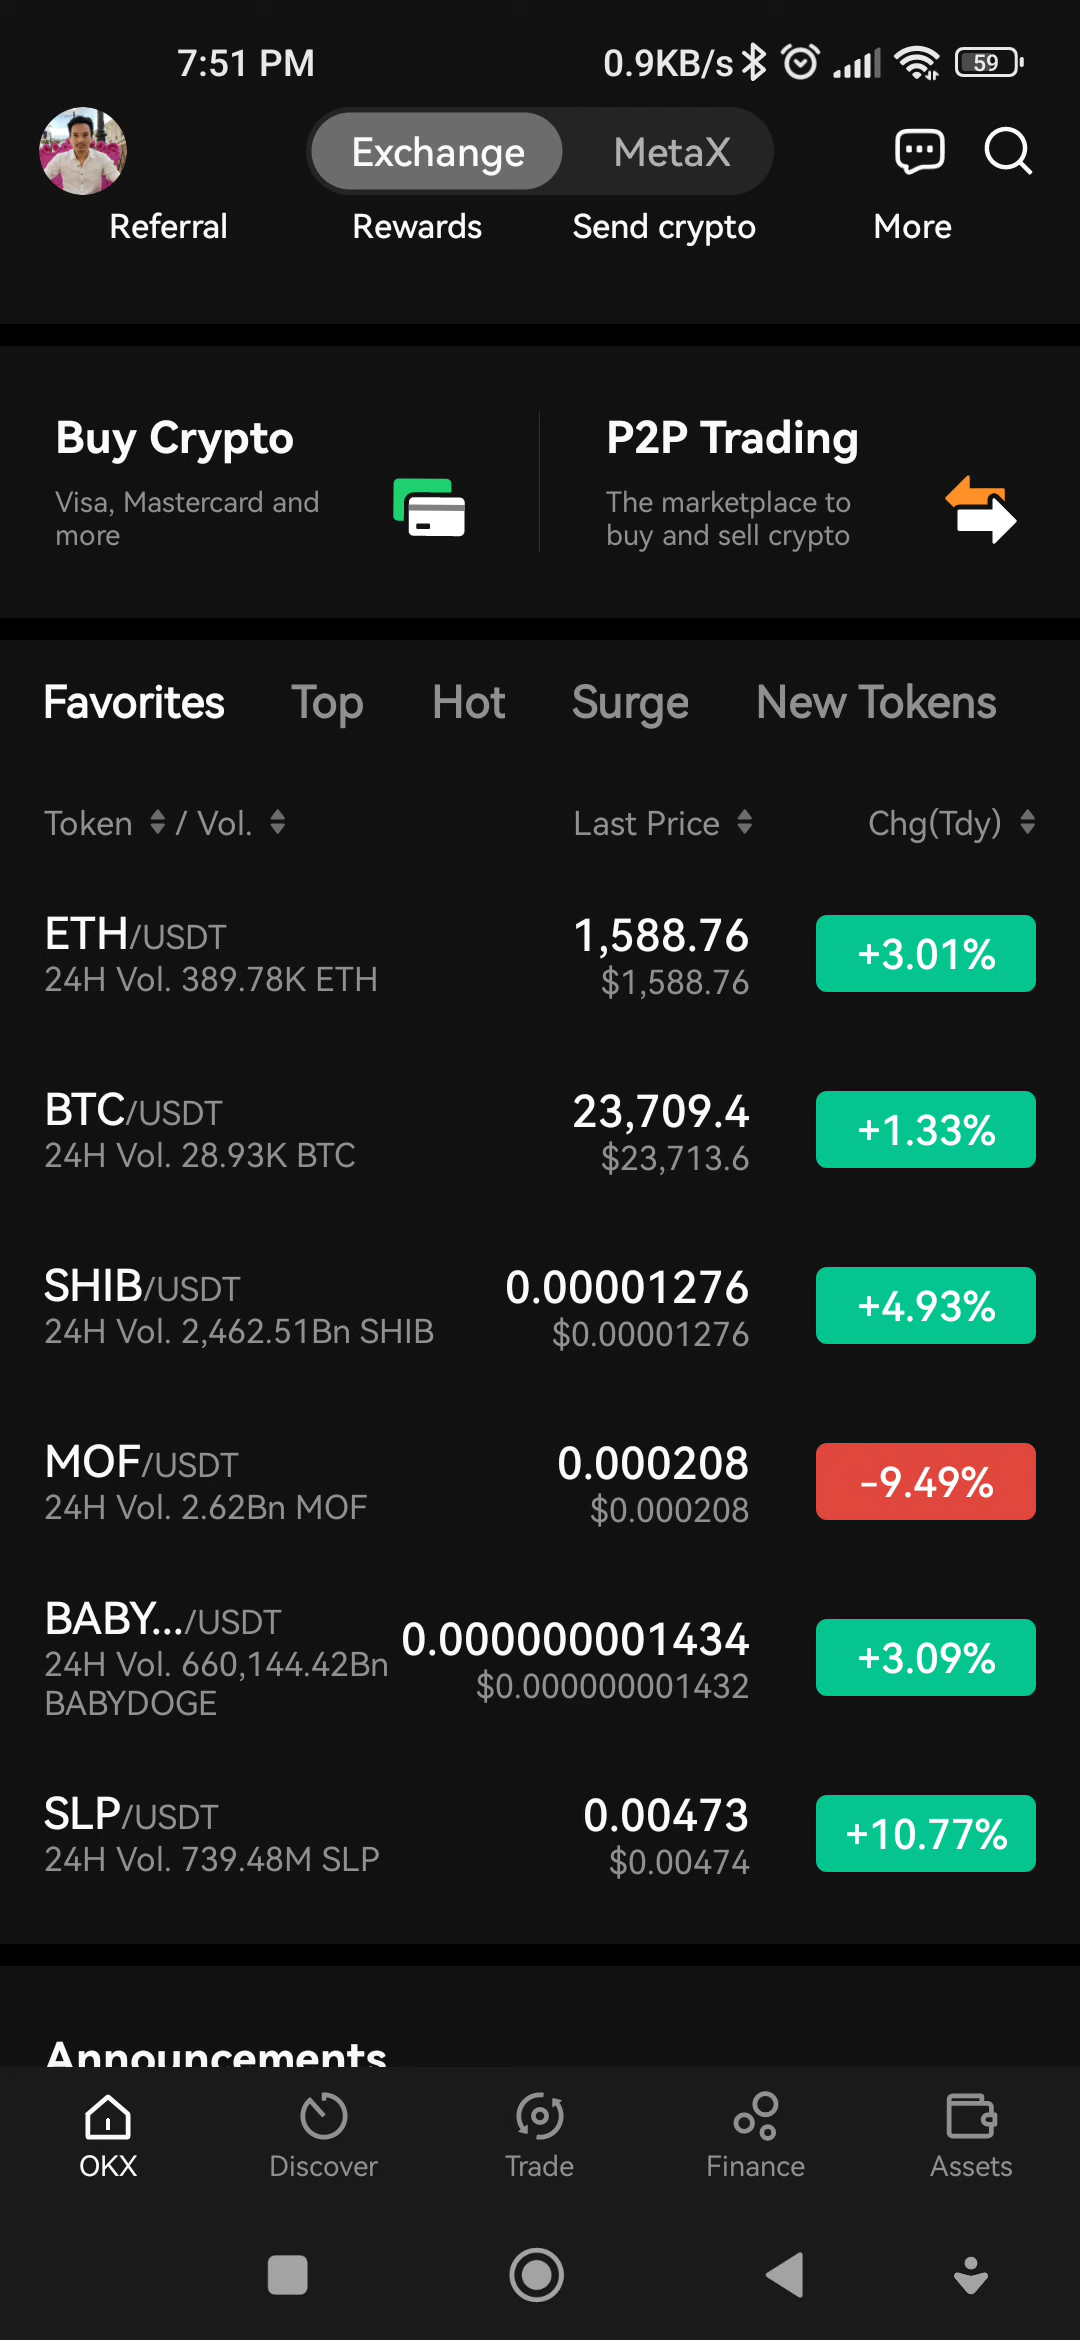 7:51 PM 0.9KB/s 59
Exchange MetaX
Referral Rewards Send crypto More
Buy Crypto
Visa, Mastercard and
more
P2P Trading
The marketplace to
buy and sell crypto
Favorites Top Hot Surge New Tokens
Token / Vol. Last Price Chg(Tdy)
ETH/USDT 1,588.76 +3.01%
24H Vol. 389.78K ETH $1,588.76
BTC/USDT 23,709.4 +1.33%
24H Vol. 28.93K BTC $23,713.6
SHIB/USDT 0.00001276 +4.93%
24H Vol. 2,462.51Bn SHIB $0.00001276
MOF/USDT 0.000208 -9.49%
24H Vol. 2.62Bn MOF $0.000208
BABY.../USDT 0.000000001434 +3.09%
24H Vol. 660,144.42Bn $0.000000001432
BABYDOGE
SLP/USDT 0.00473 +10.77%
24H Vol. 739.48M SLP $0.00474
Announcements
OKX Discover Trade Finance Assets